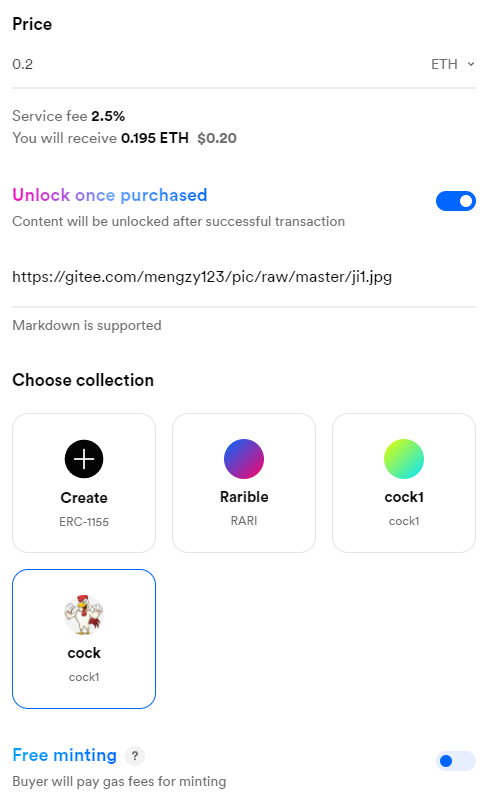 Price
0.2 ETH
Service fee 2.5%
You will receive 0.195 ETH $0.20
Unlock once purchased
Content will be unlocked after successful transaction
https://gitee.com/mengzy123/pic/raw/master/ji1.jpg
Markdown is supported
Choose collection
Create Rarible cock1
ERC-1155 RARI cock1
cock
cock1
Free minting ?
Buyer will pay gas fees for minting